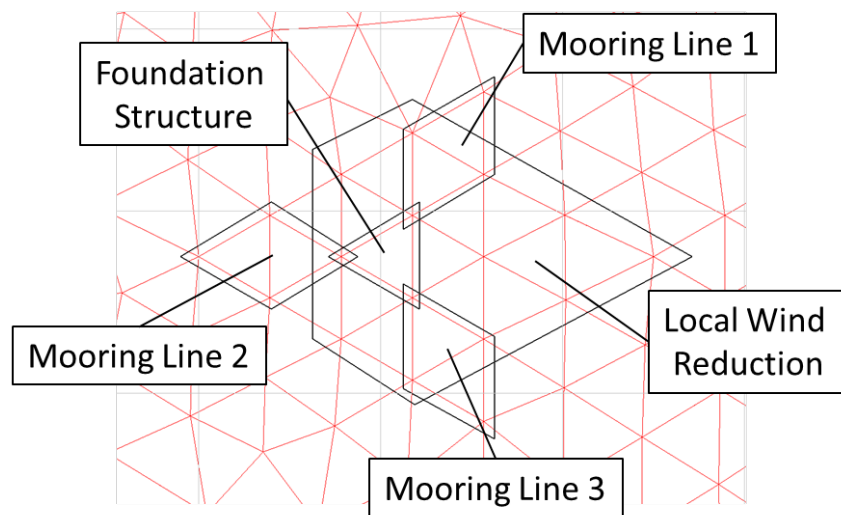 Mooring Line 1
Foundation
Structure
Mooring Line 2
Local Wind
Reduction
Mooring Line 3